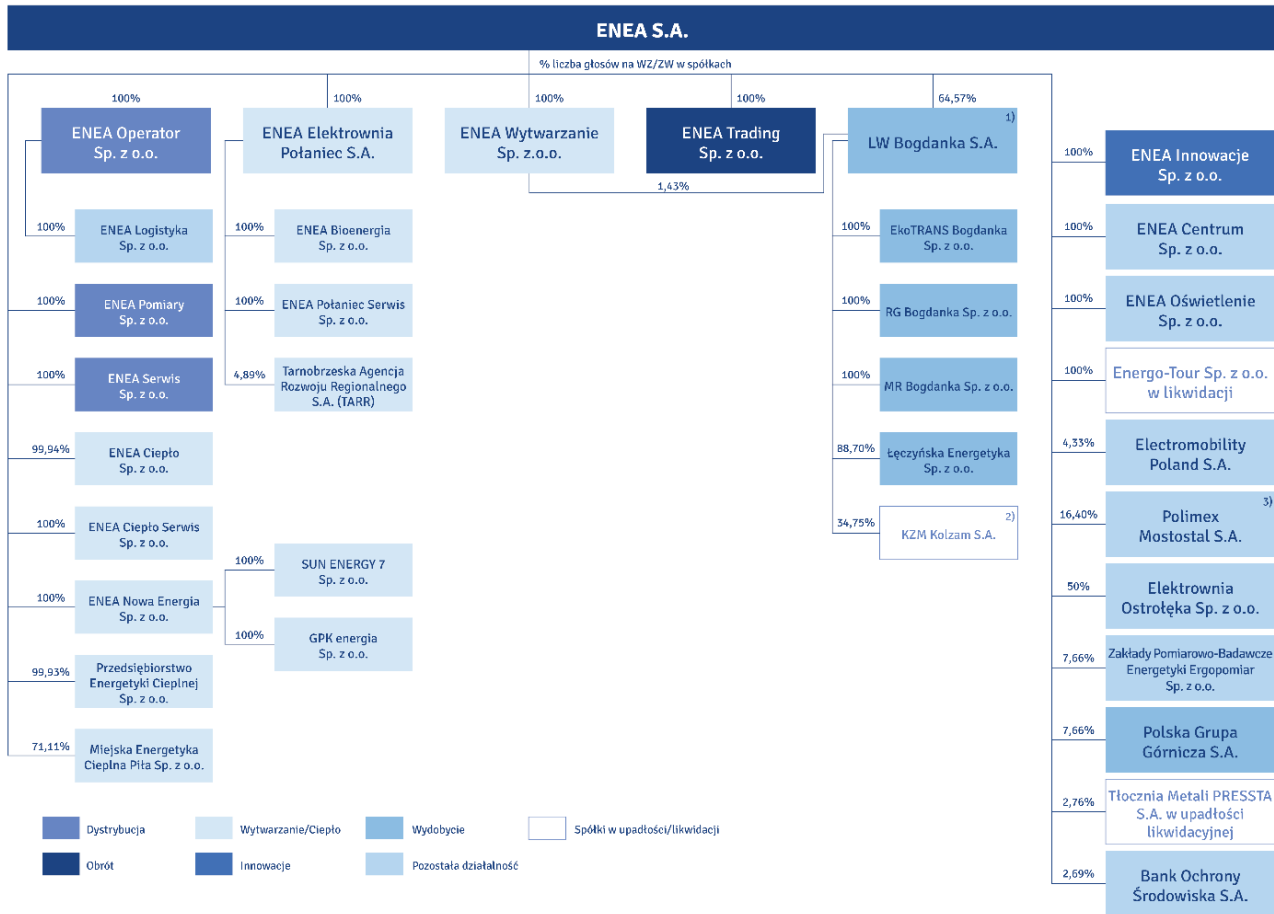 ENEA S.A.
% liczba głosów na WZ/ZW w spółkach
100%
ENEA Operator
Sp. z o.o.
100%
ENEA Logistyka
Sp. z o.o.
100%
ENEA Pomiary
Sp. z o.o.
100%
ENEA Serwis
Sp. z o.o.
99,94%
ENEA Ciepło
Sp. z o.o.
100%
ENEA Ciepło Serwis
Sp. z o.o.
100%
ENEA Nowa Energia
Sp. z o.o.
99,93%
Przedsiębiorstwo
Energetyki Cieplnej
Sp. z o.o.
71,11%
Miejska Energetyka
Cieplna Piła Sp. z o.o.
100%
ENEA Elektrownia
Połaniec S.A.
100%
ENEA Bioenergia
Sp. z o.o.
100%
ENEA Połaniec Serwis
Sp. z o.o.
4,89%
Tarnobrzeska Agencja
Rozwoju Regionalnego
S.A. (TARR)
100%
SUN ENERGY 7
Sp. z o.o.
100%
GPK energia
Sp. z o.o.
100%
ENEA Wytwarzanie
Sp. z.o.o.
1,43%
100%
ENEA Trading
Sp. z o.o.
64,57%
1)
LW Bogdanka S.A.
100%
EkoTRANS Bogdanka
Sp. z o.o.
100%
RG Bogdanka Sp. z o.o.
100%
MR Bogdanka Sp. z o.o.
88,70%
Łęczyńska Energetyka
Sp. z o.o.
34,75%
2)
KZM Kolzam S.A.
100%
ENEA Innowacje
Sp. z o.o.
100%
ENEA Centrum
Sp. z o.o.
100%
ENEA Oświetlenie
Sp. z o.o.
100%
Energo-Tour Sp. z o.o.
w likwidacji
4,33%
Electromobility
Poland S.A.
16,40%
3)
Polimex
Mostostal S.A.
50%
Elektrownia
Ostrołęka Sp. z o.o.
7,66%
Zakłady Pomiarowo-Badawcze
Energetyki Ergopomiar
Sp. z o.o.
7,66%
Polska Grupa
Górnicza S.A.
2,76%
Tłocznia Metali PRESSTA
S.A. w upadłości
likwidacyjnej
2,69%
Bank Ochrony
Środowiska S.A.
Dystrybucja
Wytwarzanie/Ciepło
Wydobycie
Spółki w upadłości/likwidacji
Obrót
Innowacje
Pozostała działalność